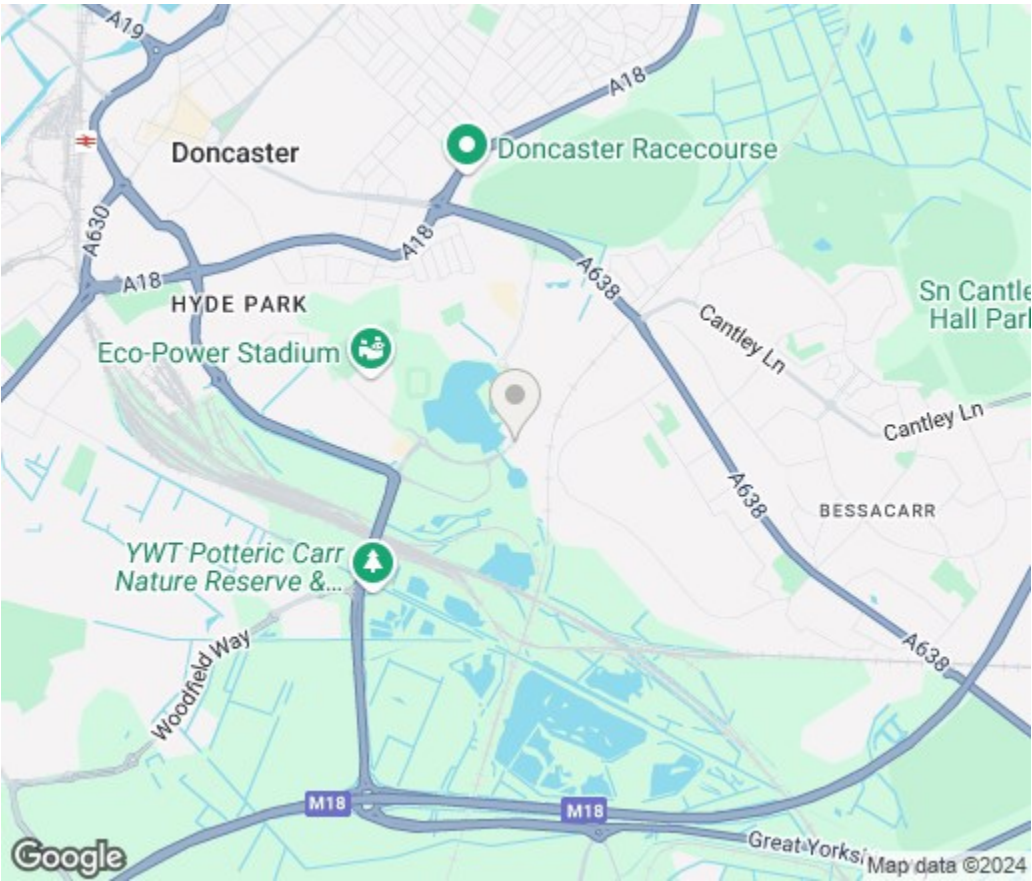 A19
A18
Doncaster
Doncaster Racecourse
A630
A18
A18
HYDE PARK
A638
Sn Cantle
Hall Parl
Cantley Ln
Eco-Power Stadium
Cantley Ln
A638
BESSACARR
YWT Potteric Carr
Nature Reserve &...
Woodfield Way
A638
M18
M18
Great Yorksh
Google
Map data ©2024